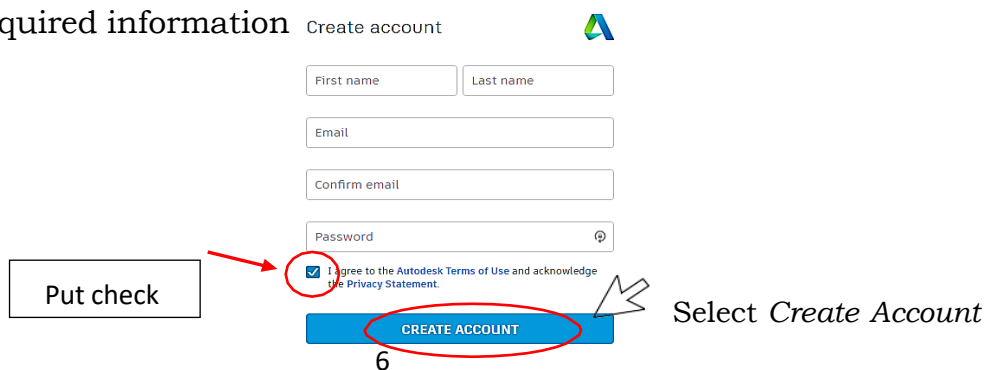 quired information
Create account
First name
Last name
Email
Confirm email
Password
I agree to the Autodesk Terms of Use and acknowledge
the Privacy Statement.
Put check
CREATE ACCOUNT
Select Create Account
6